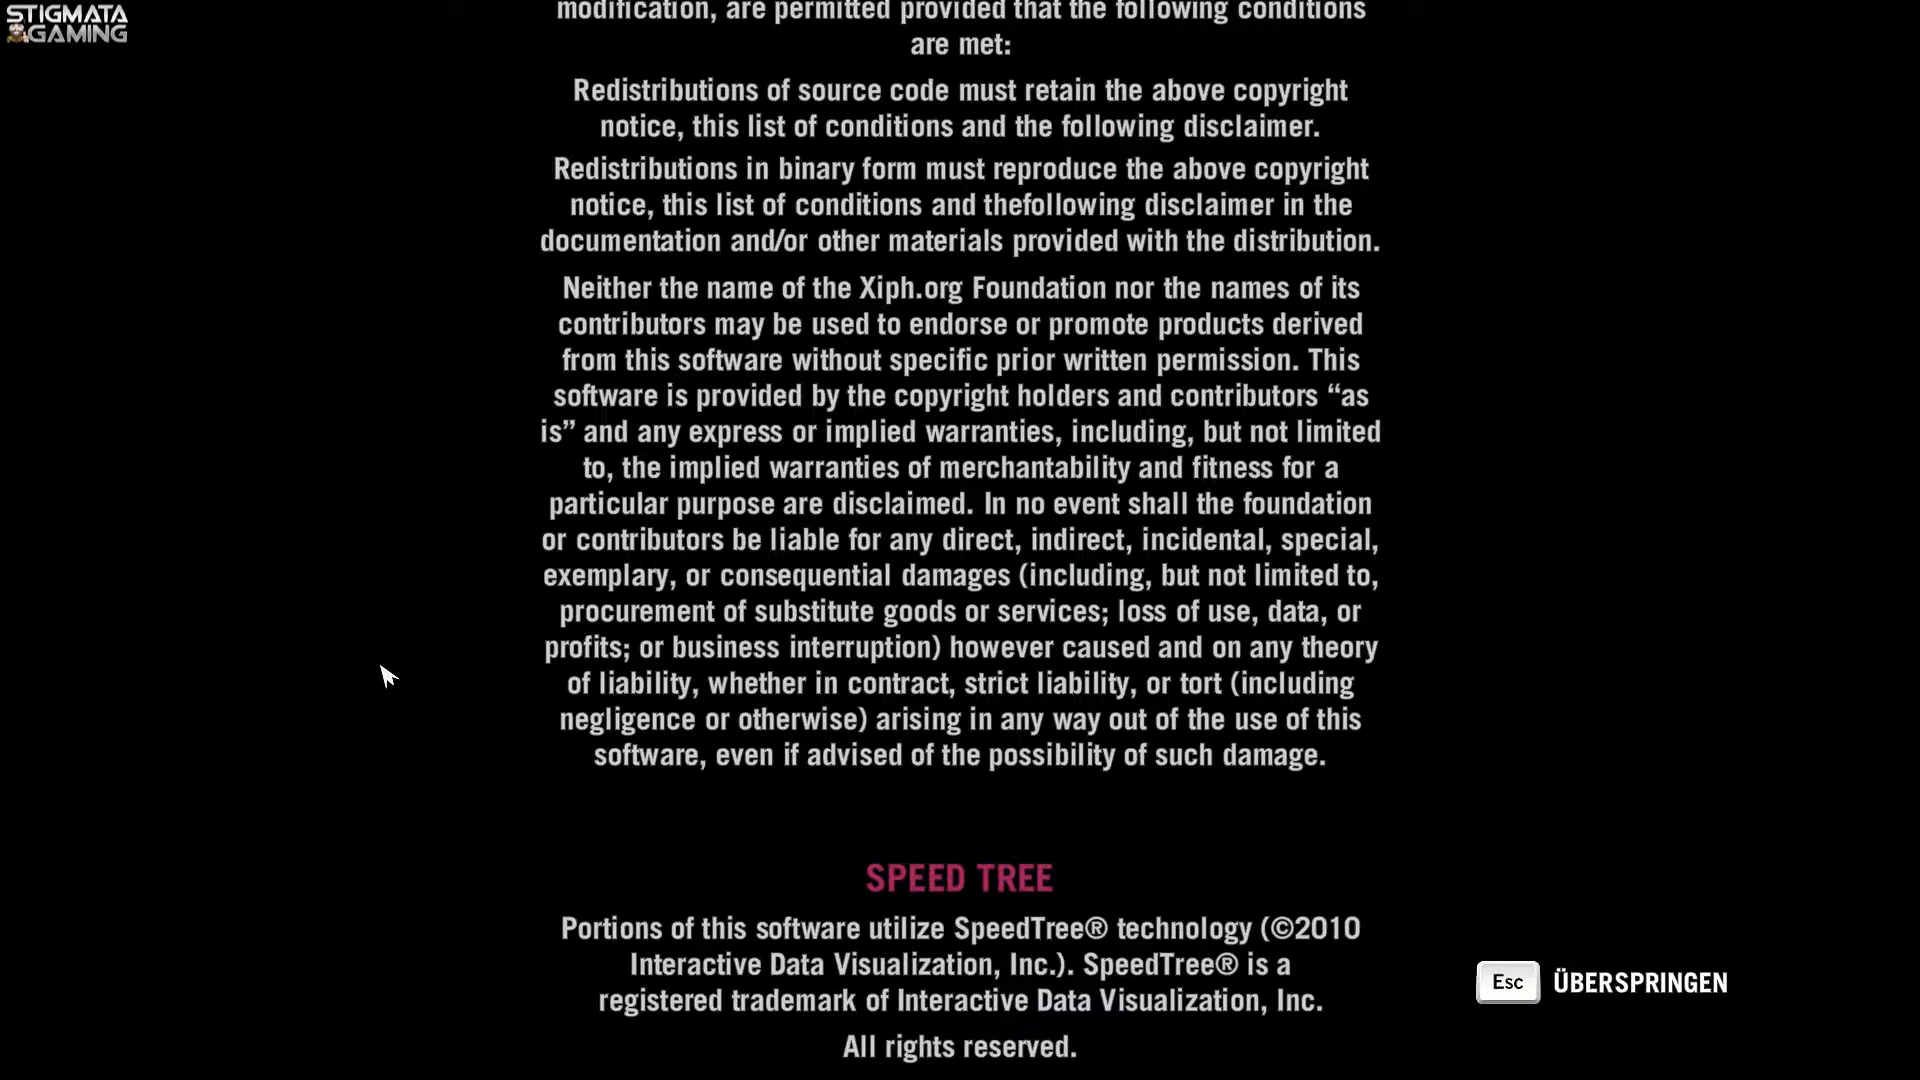 STIGMATA
GAMING
modification, are permitted provided that the following conditions
are met:
Redistributions of source code must retain the above copyright
notice, this list of conditions and the following disclaimer.
Redistributions in binary form must reproduce the above copyright
notice, this list of conditions and thefollowing disclaimer in the
documentation and/or other materials provided with the distribution.
Neither the name of the Xiph.org Foundation nor the names of its
contributors may be used to endorse or promote products derived
from this software without specific prior written permission. This
software is provided by the copyright holders and contributors “as
is” and any express or implied warranties, including, but not limited
to, the implied warranties of merchantability and fitness for a
particular purpose are disclaimed. In no event shall the foundation
or contributors be liable for any direct, indirect, incidental, special,
exemplary, or consequential damages (including, but not limited to,
procurement of substitute goods or services; loss of use, data, or
profits; or business interruption) however caused and on any theory
of liability, whether in contract, strict liability, or tort (including
negligence or otherwise) arising in any way out of the use of this
software, even if advised of the possibility of such damage.
SPEED TREE
Portions of this software utilize SpeedTree® technology (©2010
Interactive Data Visualization, Inc.). SpeedTree® is a
registered trademark of Interactive Data Visualization, Inc.
All rights reserved.
Esc ÜBERSPRINGEN